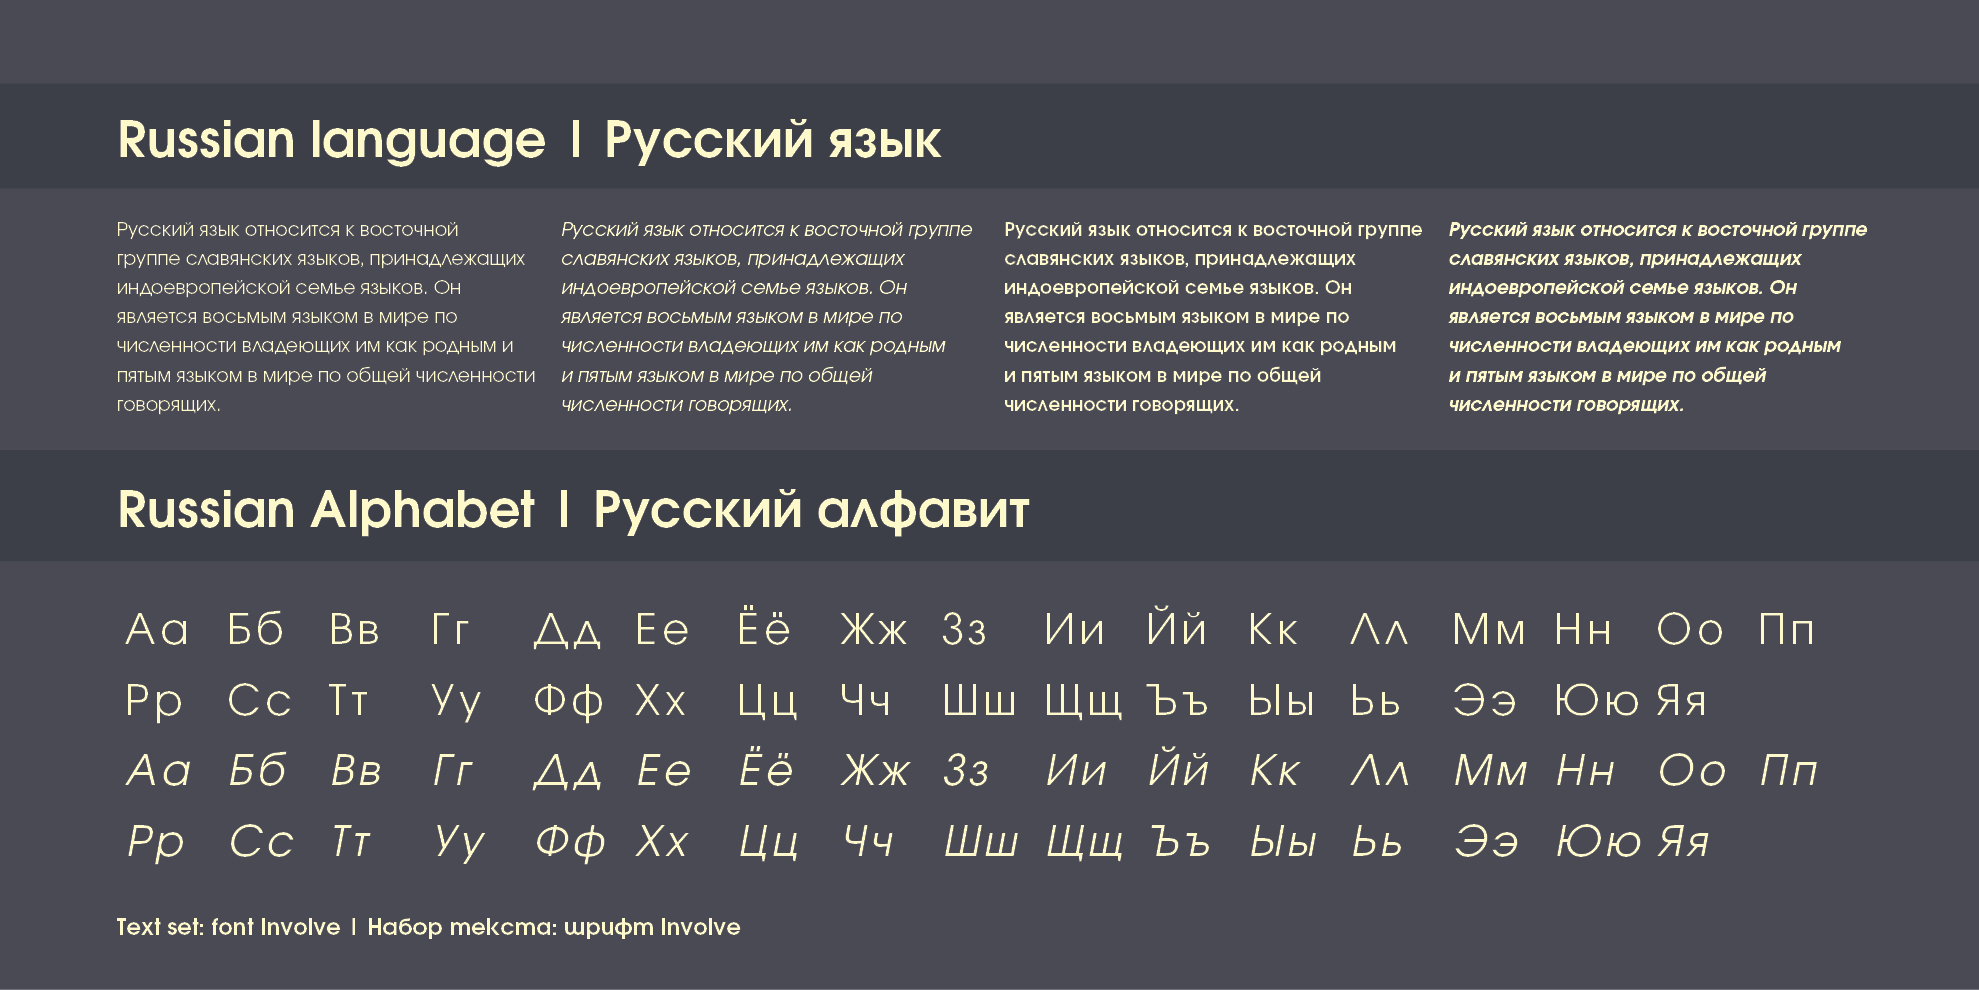 Russian language | Русский язык
Русский язык относится к восточной
группе славянских языков, принадлежащих
индоевропейской семье языков. Он
является восьмым языком в мире по
численности владеющих им как родным и
пятым языком в мире по общей численности
говорящих.
Русский язык относится к восточной группе
славянских языков, принадлежащих
индоевропейской семье языков. Он
является восьмым языком в мире по
численности владеющих им как родным
и пятым языком в мире по общей
численности говорящих.
Русский язык относится к восточной группе
славянских языков, принадлежащих
индоевропейской семье языков. Он
является восьмым языком в мире по
численности владеющих им как родным
и пятым языком в мире по общей
численности говорящих.
Русский язык относится к восточной группе
славянских языков, принадлежащих
индоевропейской семье языков. Он
является восьмым языком в мире по
численности владеющих им как родным
и пятым языком в мире по общей
численности говорящих.
Russian Alphabet | Русский алфавит
Аа Бб Вв Гг Дд Ее Ёё Жж Зз Ии Йй Кк Лл Мм Нн Оо Пп
Рр Сс Тт Уу Фф Хх Цц Чч Шш Щщ Ъъ Ыы Ьь Ээ Юю Яя
Аа Бб Вв Гг Дд Ее Ёё Жж Зз Ии Йй Кк Лл Мм Нн Оо Пп
Рр Сс Тт Уу Фф Хх Цц Чч Шш Щщ Ъъ Ыы Ьь Ээ Юю Яя
Text set: font Involve | Набор текста: шрифт Involve